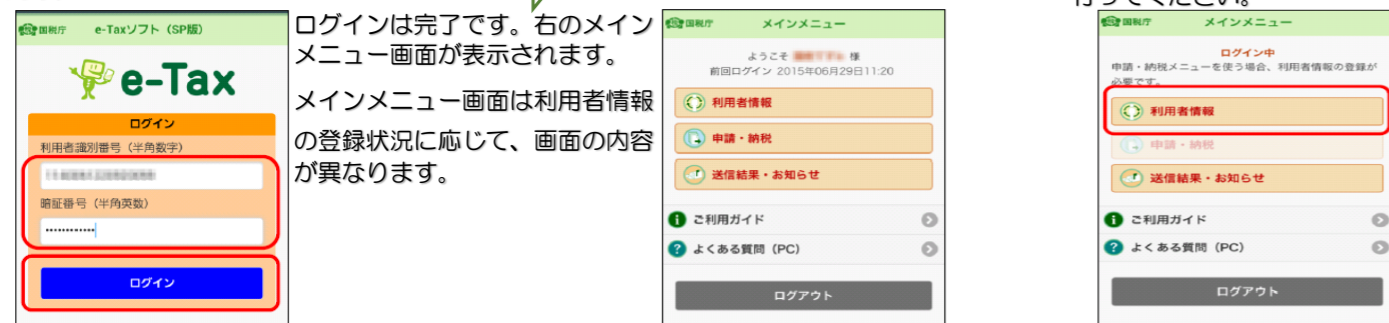 国税庁 e-Taxソフト（SP版）
e-Tax
ログイン
利用者識別番号（半角数字）
暗証番号（半角英数）
ログイン
ログインは完了です。右のメイン
メニュー画面が表示されます。
メインメニュー画面は利用者情報
の登録状況に応じて、画面の内容
が異なります。
国税庁 メインメニュー
ようこそ 様
前回ログイン 2015年06月29日11:20
利用者情報
申請・納税
送信結果・お知らせ
ご利用ガイド
よくある質問（PC）
ログアウト
行ってください。
国税庁 メインメニュー
ログイン中
申請・納税メニューを使う場合、利用者情報の登録が
必要です。
利用者情報
申請・納税
送信結果・お知らせ
ご利用ガイド
よくある質問（PC）
ログアウト